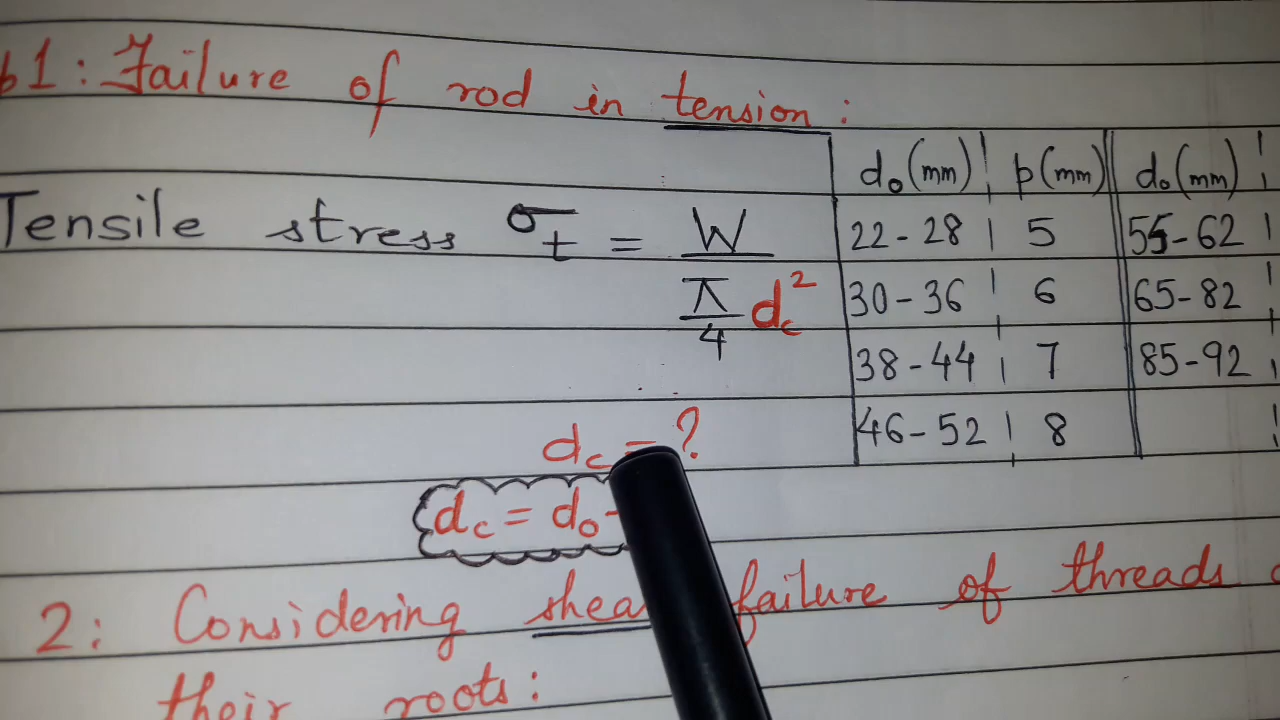 b1: Failure of rod in tension:
Tensile stress σt = W
π/4 dc²
d₀(mm) p(mm) d₀(mm)
22-28 5 55-62
30-36 6 65-82
38-44 7 85-92
46-52 8
dc = ?
dc = d₀ -
2: Considering shea failure of threads
their roots: